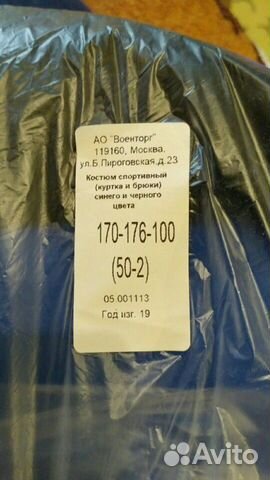 АО "Военторг"
119160, Москва.
ул.Б.Пироговская,д.23
Костюм спортивный
(куртка и брюки)
синего и черного
цвета
170-176-100
(50-2)
05 001113
Год изг. 19
Avito